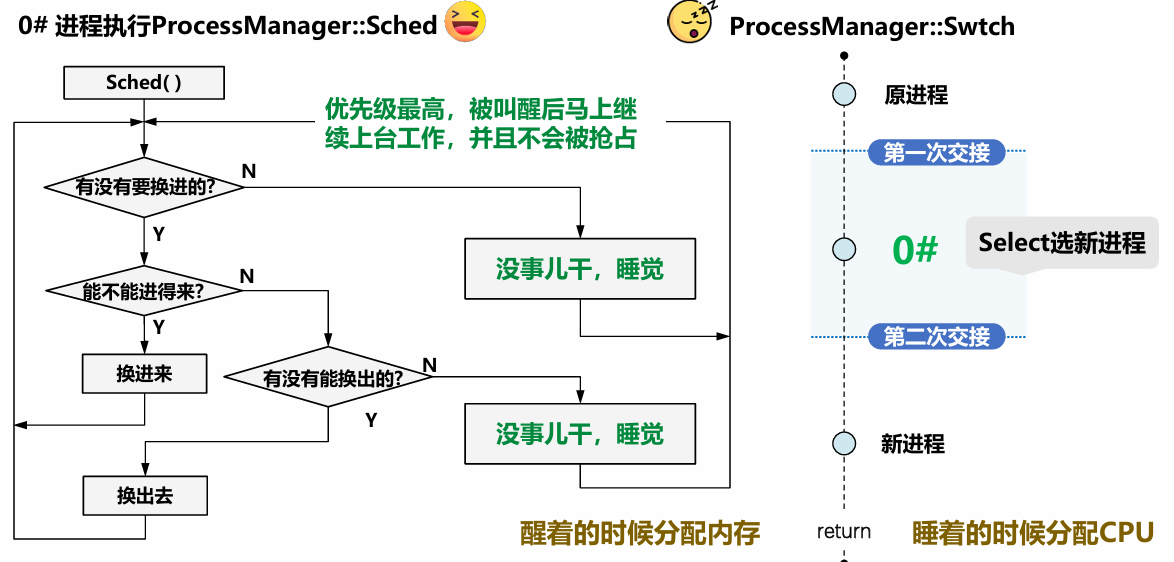 0# 进程执行ProcessManager::Sched
ProcessManager::Swtch
Sched( )
优先级最高，被叫醒后马上继
续上台工作，并且不会被抢占
有没有要换进的?
N
Y
没事儿干，睡觉
能不能进得来?
N
Y
换进来
有没有能换出的?
N
Y
没事儿干，睡觉
换出去
醒着的时候分配内存
原进程
第一次交接
0#
Select选新进程
第二次交接
新进程
return
睡着的时候分配CPU